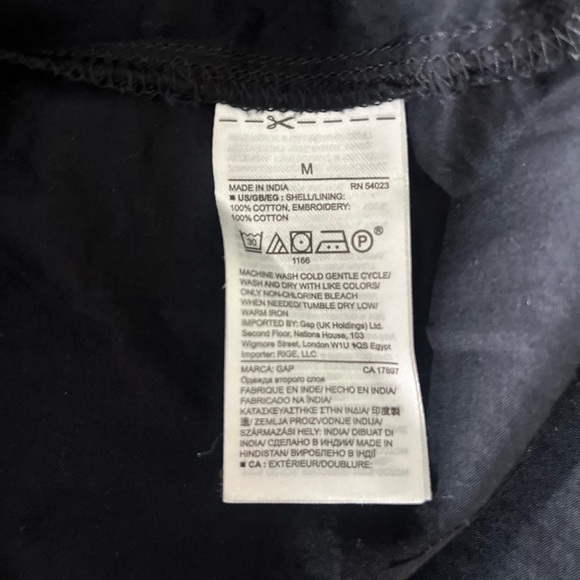 M
MADE IN INDIA RN 54023
■ US/GB/EG : SHELL/LINING:
100% COTTON, EMBROIDERY:
100% COTTON
30 P®
1166
MACHINE WASH COLD GENTLE CYCLE/
WASH AND DRY WITH LIKE COLORS/
ONLY NON-CHLORINE BLEACH
WHEN NEEDED/TUMBLE DRY LOW/
WARM IRON
IMPORTED BY: Gap (UK Holdings) Ltd.
Second Floor, Nations House, 103
Wigmore Street, London W1U 1QS Egypt
Importer: RIGE, LLC
MARCA: GAP CA 17897
Одежда второго слоя
FABRIQUE EN INDE/ HECHO EN INDIA/
FABRICADO NA ÍNDIA/
ΚΑΤΑΣΚΕΥΑΣΤΗΚΕ ΣΤΗΝ ΙΝΔΙΑ/ 印度製
造/ ZEMLJA PROIZVODNJE: INDIJA/
SZÁRMAZÁSI HELY: INDIA/ DIBUAT DI
INDIA/ СДЕЛАНО В ИНДИИ/ MADE IN
HINDISTAN/ ВИРОБЛЕНО В ІНДІЇ
■ CA : EXTÉRIEUR/DOUBLURE: